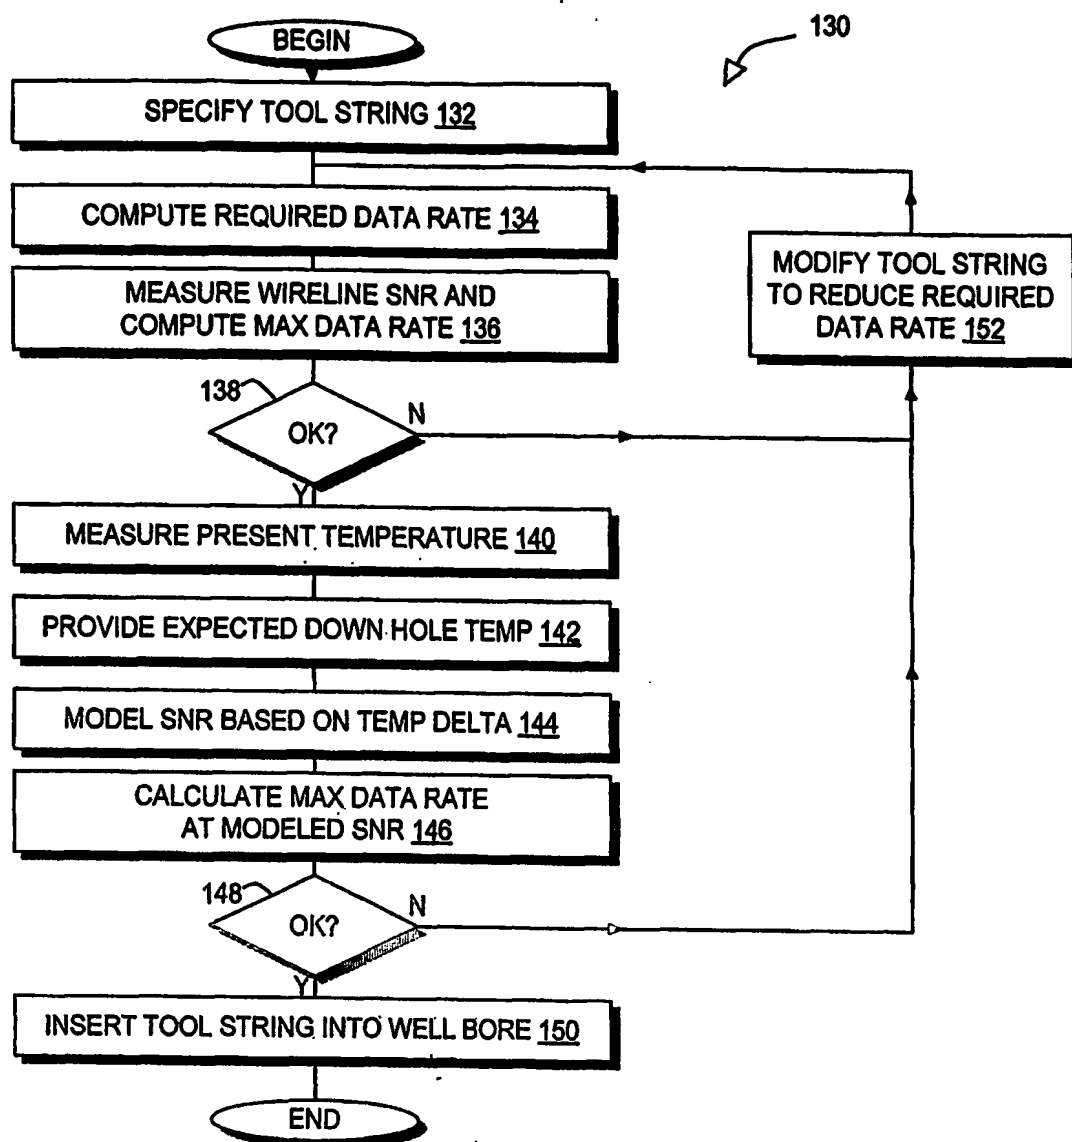 130
BEGIN
SPECIFY TOOL STRING 132
COMPUTE REQUIRED DATA RATE 134
MEASURE WIRELINE SNR AND
COMPUTE MAX DATA RATE 136
MODIFY TOOL STRING
TO REDUCE REQUIRED
DATA RATE 152
138
OK?
N
Y
MEASURE PRESENT TEMPERATURE 140
PROVIDE EXPECTED DOWN HOLE TEMP 142
MODEL SNR BASED ON TEMP DELTA 144
CALCULATE MAX DATA RATE
AT MODELED SNR 146
148
OK?
N
Y
INSERT TOOL STRING INTO WELL BORE 150
END